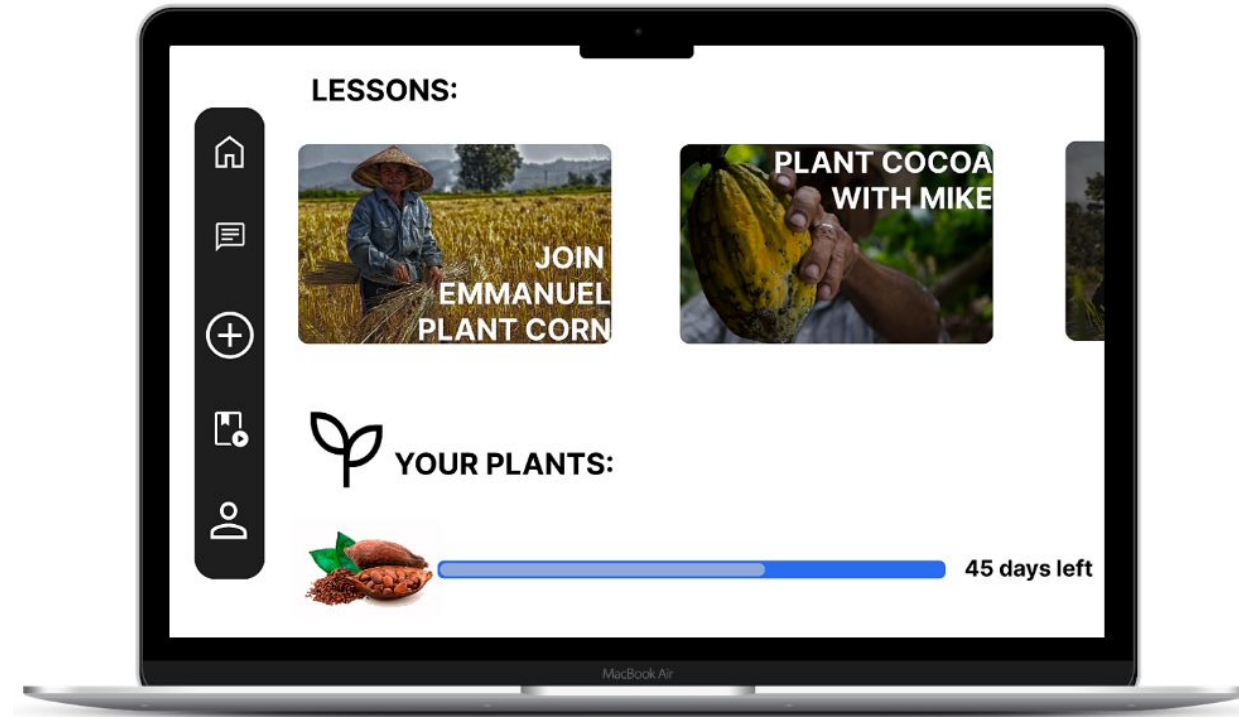 LESSONS:
JOIN
EMMANUEL
PLANT CORN
PLANT COCOA
WITH MIKE
YOUR PLANTS:
45 days left
MacBook Air